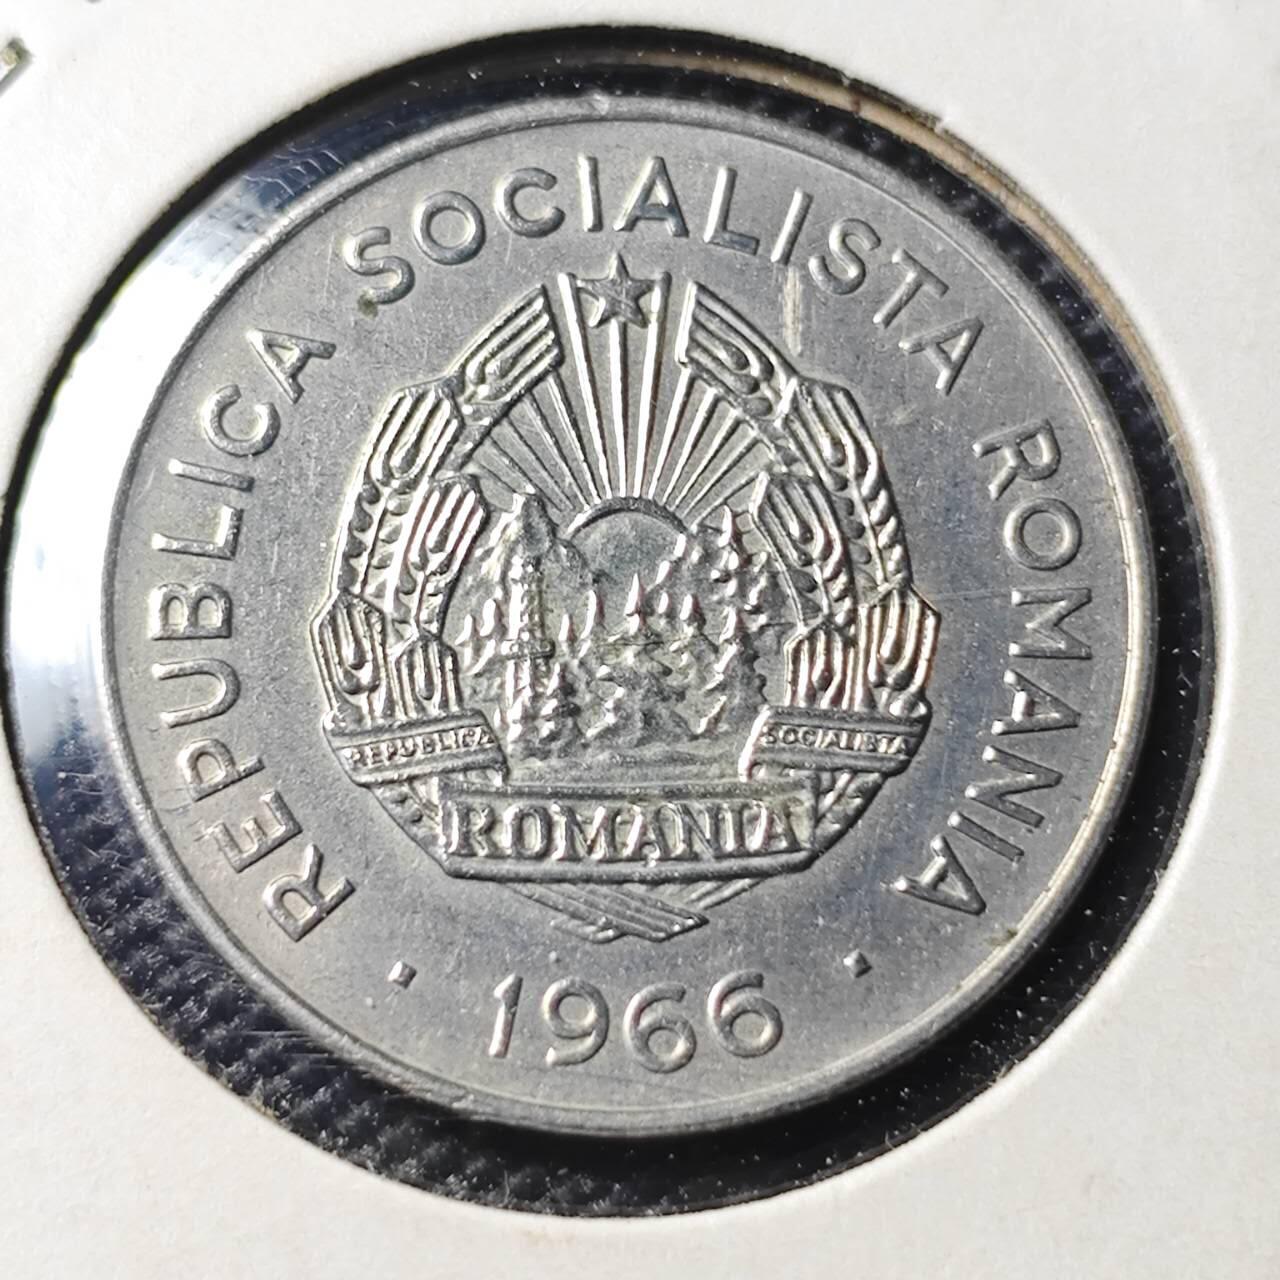 REPUBLICA SOCIALISTA ROMANIA
REPUBLICA SOCIALISTA
ROMANIA
· 1966 ·